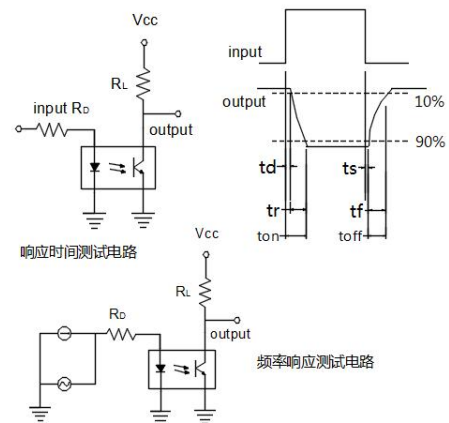 Vcc
RL
input RD
output
响应时间测试电路
input
output
10%
90%
td
ts
tr
tf
ton
toff
Vcc
RL
RD
output
频率响应测试电路